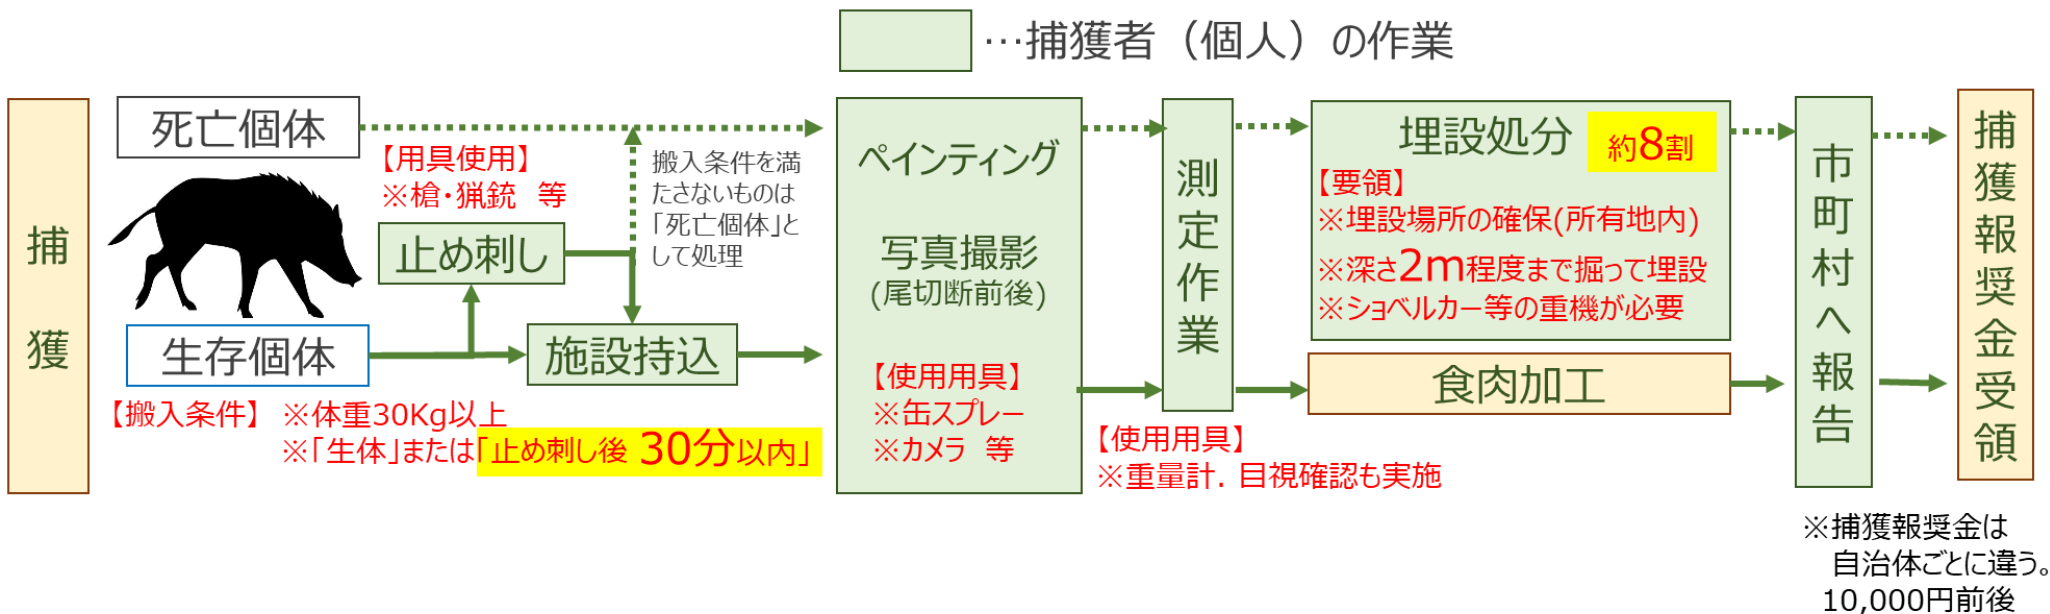 …捕獲者（個人）の作業
捕獲
死亡個体
【用具使用】
※槍・猟銃 等
搬入条件を満
たさないものは
「死亡個体」と
して処理
止め刺し
生存個体
施設持込
【搬入条件】 ※体重30Kg以上
※「生体」または「止め刺し後 30分以内」
ペインティング
写真撮影
(尾切断前後)
【使用用具】
※缶スプレー
※カメラ 等
測定作業
【使用用具】
※重量計．目視確認も実施
埋設処分 約8割
【要領】
※埋設場所の確保(所有地内)
※深さ2m程度まで掘って埋設
※ショベルカー等の重機が必要
食肉加工
市町村へ報告
捕獲報奨金受領
※捕獲報奨金は
自治体ごとに違う。
10,000円前後